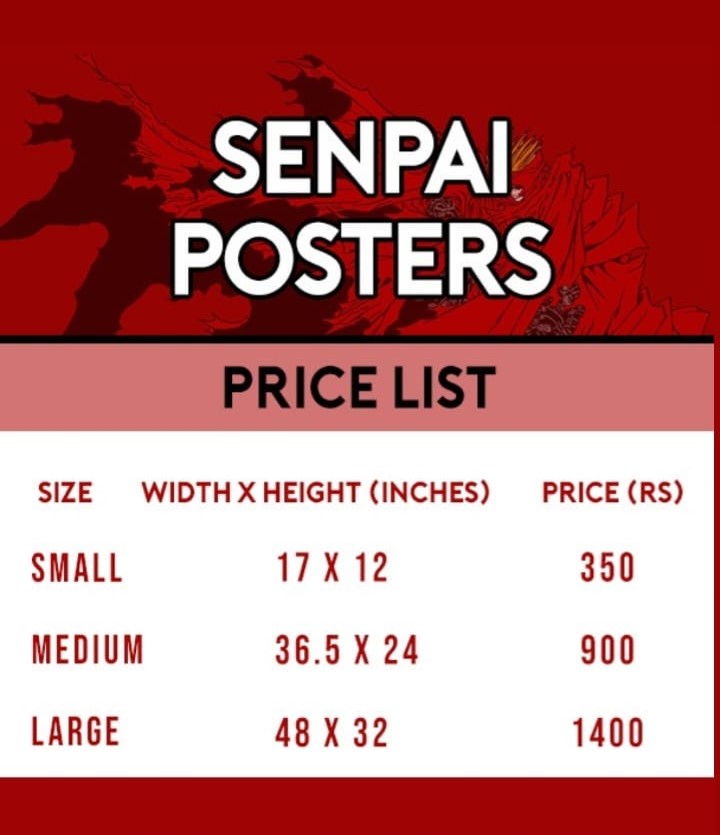 SENPAI
POSTERS
PRICE LIST
SIZE WIDTH X HEIGHT (INCHES) PRICE (RS)
SMALL 17 X 12 350
MEDIUM 36.5 X 24 900
LARGE 48 X 32 1400